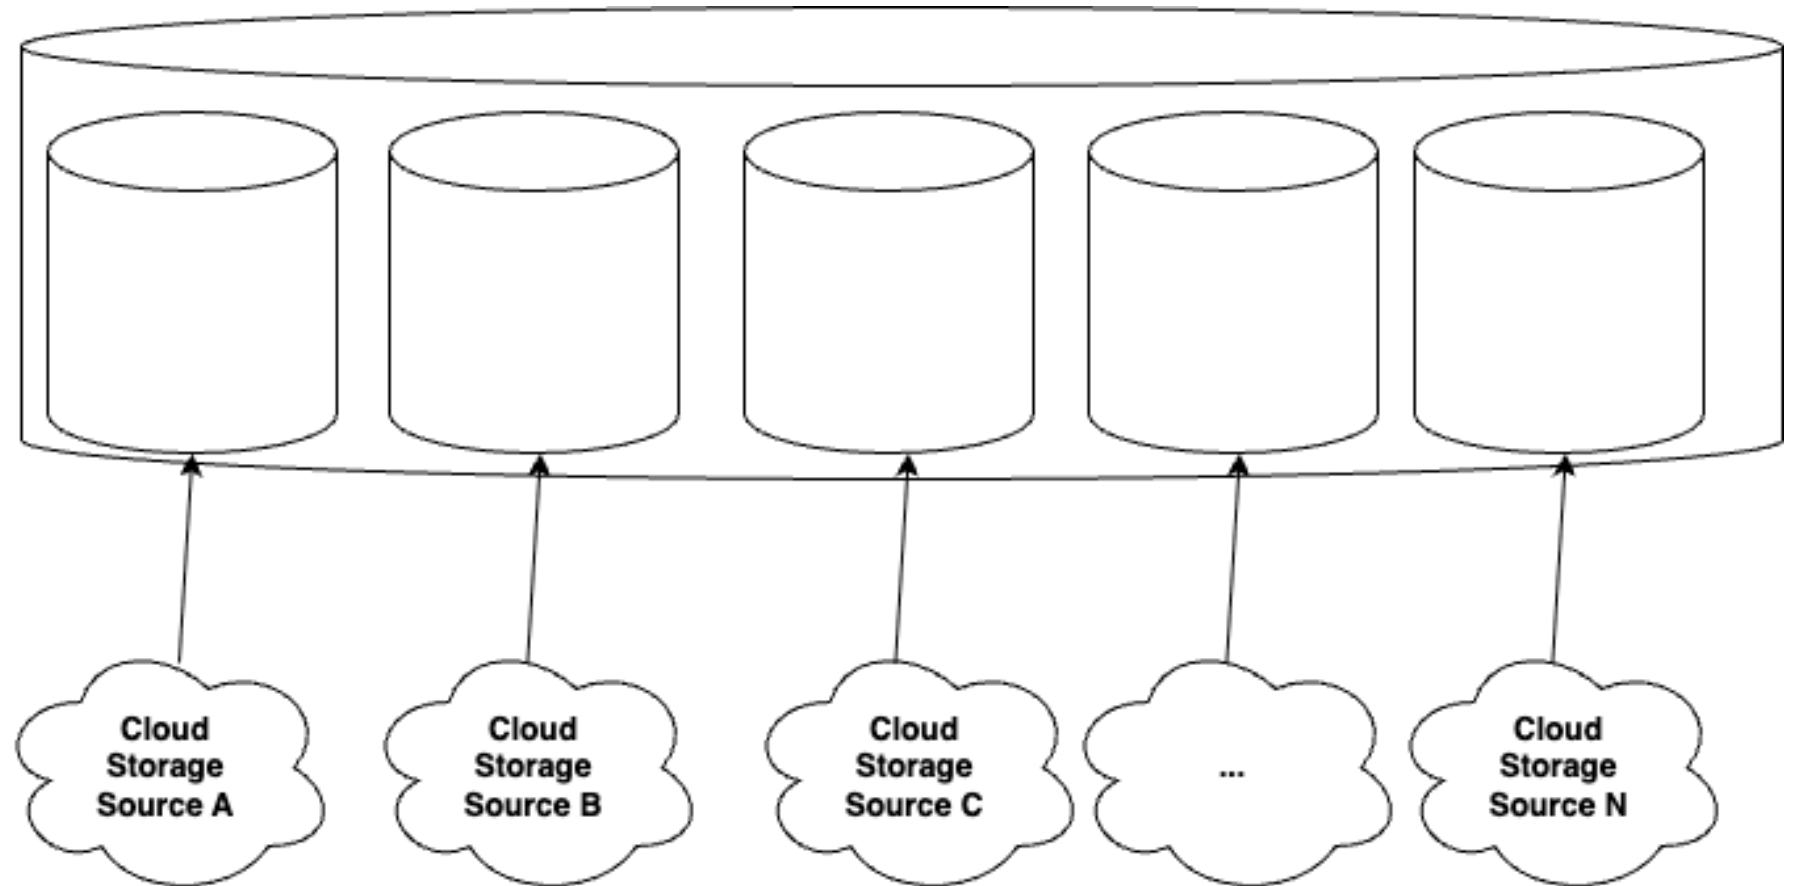 Cloud
Storage
Source A
Cloud
Storage
Source B
Cloud
Storage
Source C
...
Cloud
Storage
Source N